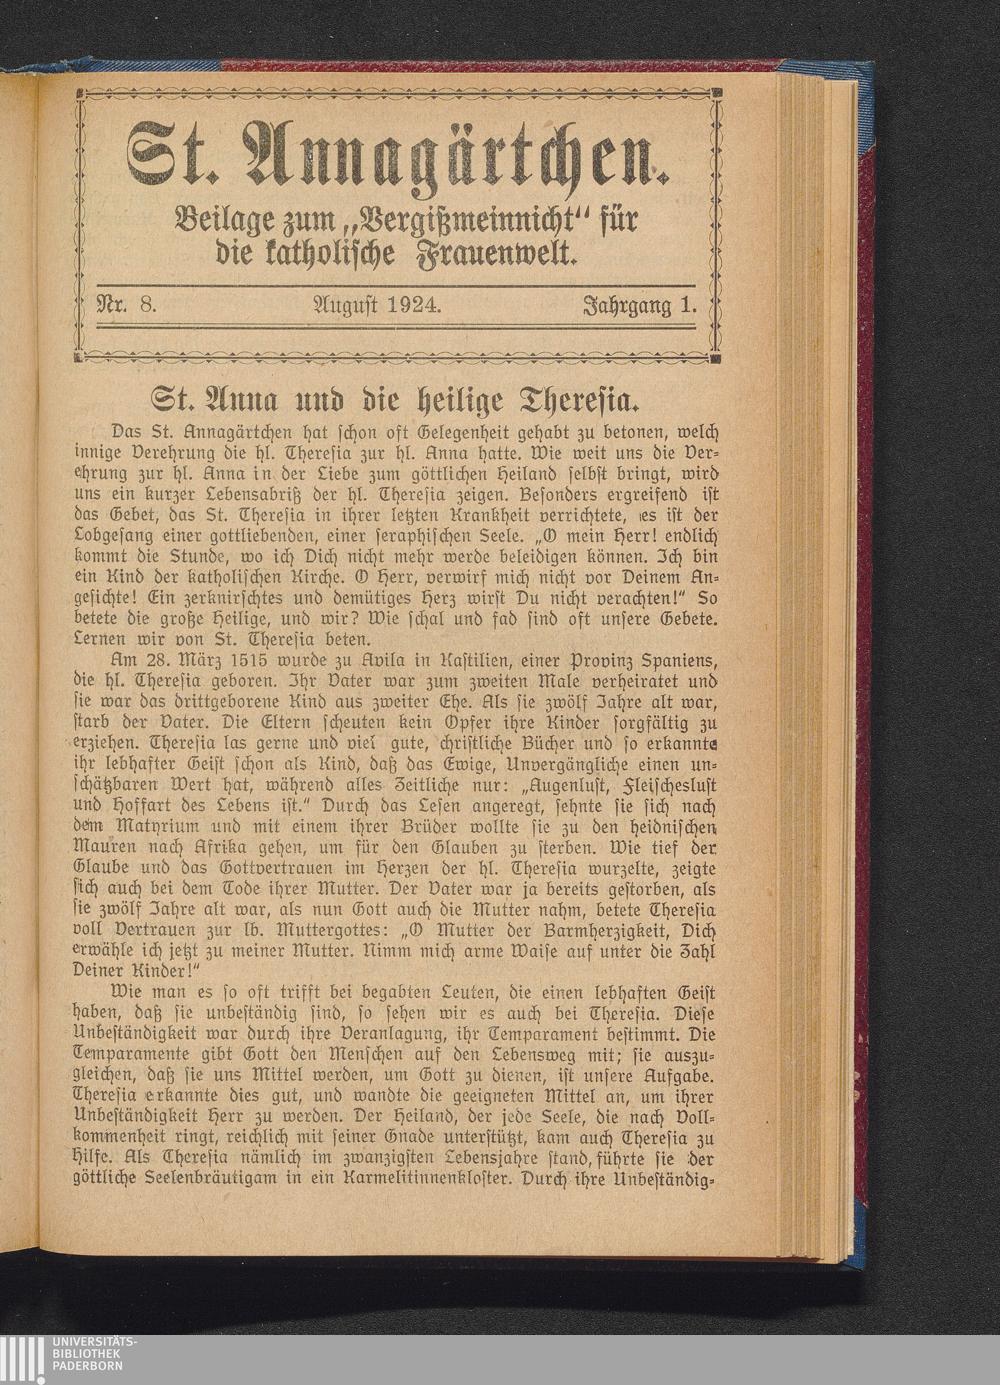 St. Annagärtchen.
Beilage zum „Vergißmeinnicht“ für
die katholische Frauenwelt.
Nr. 8. August 1924. Jahrgang 1.
St. Anna und die heilige Theresia.
Das St. Annagärtchen hat schon oft Gelegenheit gehabt zu betonen, welch
innige Verehrung die hl. Theresia zur hl. Anna hatte. Wie weit uns die Ver-
ehrung zur hl. Anna in der Liebe zum göttlichen Heiland selbst bringt, wird
uns ein kurzer Lebensabriß der hl. Theresia zeigen. Besonders ergreifend ist
das Gebet, das St. Theresia in ihrer letzten Krankheit verrichtete, es ist der
Lobgesang einer gottliebenden, einer seraphischen Seele. „O mein Herr! endlich
kommt die Stunde, wo ich Dich nicht mehr werde beleidigen können. Ich bin
ein Kind der katholischen Kirche. O Herr, verwirf mich nicht vor Deinem An-
gesichte! Ein zerknirschtes und demütiges Herz wirst Du nicht verachten!“ So
betete die große Heilige, und wir? Wie schal und fad sind oft unsere Gebete.
Lernen wir von St. Theresia beten.
Am 28. März 1515 wurde zu Avila in Kastilien, einer Provinz Spaniens,
die hl. Theresia geboren. Ihr Vater war zum zweiten Male verheiratet und
sie war das drittgeborene Kind aus zweiter Ehe. Als sie zwölf Jahre alt war,
starb der Vater. Die Eltern scheuten kein Opfer ihre Kinder sorgfältig zu
erziehen. Theresia las gerne und viel gute, christliche Bücher und so erkannte
ihr lebhafter Geist schon als Kind, daß das Ewige, Unvergängliche einen un-
schätzbaren Wert hat, während alles Zeitliche nur: „Augenlust, Fleischeslust
und Hoffart des Lebens ist.“ Durch das Lesen angeregt, sehnte sie sich nach
dem Matyrium und mit einem ihrer Brüder wollte sie zu den heidnischen
Mauren nach Afrika gehen, um für den Glauben zu sterben. Wie tief der
Glaube und das Gottvertrauen im Herzen der hl. Theresia wurzelte, zeigte
sich auch bei dem Tode ihrer Mutter. Der Vater war ja bereits gestorben, als
sie zwölf Jahre alt war, als nun Gott auch die Mutter nahm, betete Theresia
voll Vertrauen zur lb. Muttergottes: „O Mutter der Barmherzigkeit, Dich
erwähle ich jetzt zu meiner Mutter. Nimm mich arme Waise auf unter die Zahl
Deiner Kinder!“
Wie man es so oft trifft bei begabten Leuten, die einen lebhaften Geist
haben, daß sie unbeständig sind, so sehen wir es auch bei Theresia. Diese
Unbeständigkeit war durch ihre Veranlagung, ihr Temparament bestimmt. Die
Temparamente gibt Gott den Menschen auf den Lebensweg mit; sie auszu-
gleichen, daß sie uns Mittel werden, um Gott zu dienen, ist unsere Aufgabe.
Theresia erkannte dies gut, und wandte die geeigneten Mittel an, um ihrer
Unbeständigkeit Herr zu werden. Der Heiland, der jede Seele, die nach Voll-
kommenheit ringt, reichlich mit seiner Gnade unterstützt, kam auch Theresia zu
Hilfe. Als Theresia nämlich im zwanzigsten Lebensjahre stand, führte sie der
göttliche Seelenbräutigam in ein Karmelitinnenkloster. Durch ihre Unbeständig-
UNIVERSITÄTS-
BIBLIOTHEK
PADERBORN